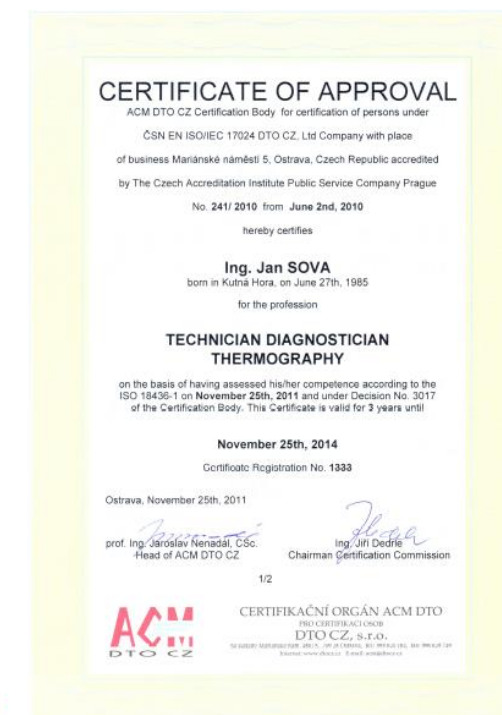 CERTIFICATE OF APPROVAL
ACM DTO CZ Certification Body for certification of persons under
ČSN EN ISO/IEC 17024 DTO CZ, Ltd Company with place
of business Mariánské náměstí 5, Ostrava, Czech Republic accredited
by The Czech Accreditation Institute Public Service Company Prague
No. 241/ 2010 from June 2nd, 2010
hereby certifies
Ing. Jan SOVA
born in Kutná Hora, on June 27th, 1985
for the profession
TECHNICIAN DIAGNOSTICIAN
THERMOGRAPHY
on the basis of having assessed his/her competence according to the
ISO 18436-1 on November 25th, 2011 and under Decision No. 3017
of the Certification Body. This Certificate is valid for 3 years until
November 25th, 2014
Certificate Registration No. 1333
Ostrava, November 25th, 2011
prof. Ing. Jaroslav Nenadál, CSc.
Head of ACM DTO CZ
Ing. Jiří Dedřle
Chairman Certification Commission
1/2
ACM
DTO CZ
CERTIFIKAČNÍ ORGÁN ACM DTO
PRO CERTIFIKACI OSOB
DTO CZ, s.r.o.